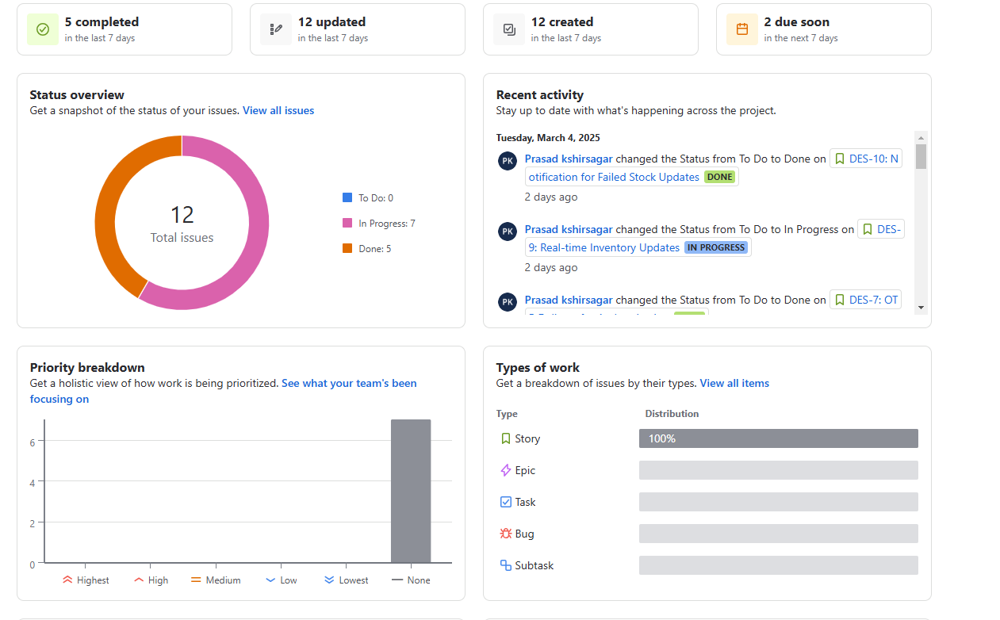 5 completed
in the last 7 days
12 updated
in the last 7 days
12 created
in the last 7 days
2 due soon
in the next 7 days
Status overview
Get a snapshot of the status of your issues. View all issues
12
Total issues
To Do: 0
In Progress: 7
Done: 5
Recent activity
Stay up to date with what's happening across the project.
Tuesday, March 4, 2025
PK Prasad kshirsagar changed the Status from To Do to Done on DES-10: N
otification for Failed Stock Updates DONE
2 days ago
PK Prasad kshirsagar changed the Status from To Do to In Progress on DES-
9: Real-time Inventory Updates IN PROGRESS
2 days ago
PK Prasad kshirsagar changed the Status from To Do to Done on DES-7: OT
Priority breakdown
Get a holistic view of how work is being prioritized. See what your team's been
focusing on
6
4
2
0
Highest
High
Medium
Low
Lowest
None
Types of work
Get a breakdown of issues by their types. View all items
Type Distribution
Story 100%
Epic
Task
Bug
Subtask